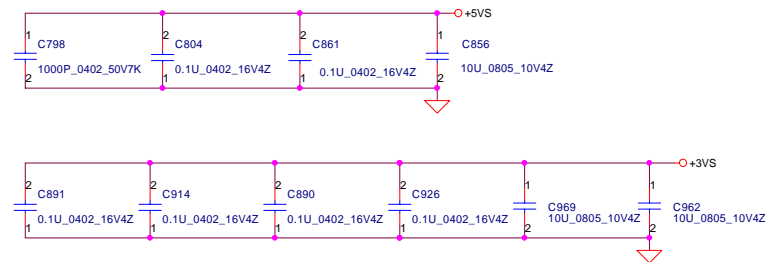 +5VS
1 2 2 1
C798 C804 C861 C856
1000P_0402_50V7K 0.1U_0402_16V4Z 0.1U_0402_16V4Z 10U_0805_10V4Z
2 1 1 2
+3VS
2 2 2 2 1 1
C891 C914 C890 C926 C969 C962
0.1U_0402_16V4Z 0.1U_0402_16V4Z 0.1U_0402_16V4Z 0.1U_0402_16V4Z 10U_0805_10V4Z 10U_0805_10V4Z
1 1 1 1 2 2